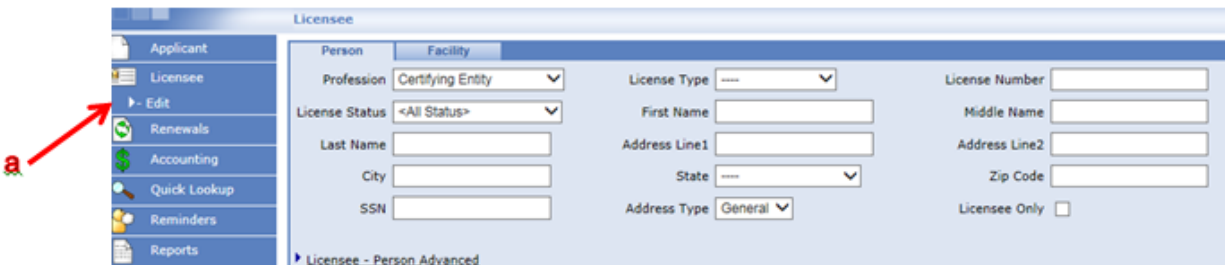 Licensee
Applicant
Licensee
- Edit
Renewals
Accounting
Quick Lookup
Reminders
Reports
a
Person Facility
Profession Certifying Entity License Type ---- License Number
License Status <All Status> First Name Middle Name
Last Name Address Line1 Address Line2
City State ---- Zip Code
SSN Address Type General Licensee Only
Licensee - Person Advanced